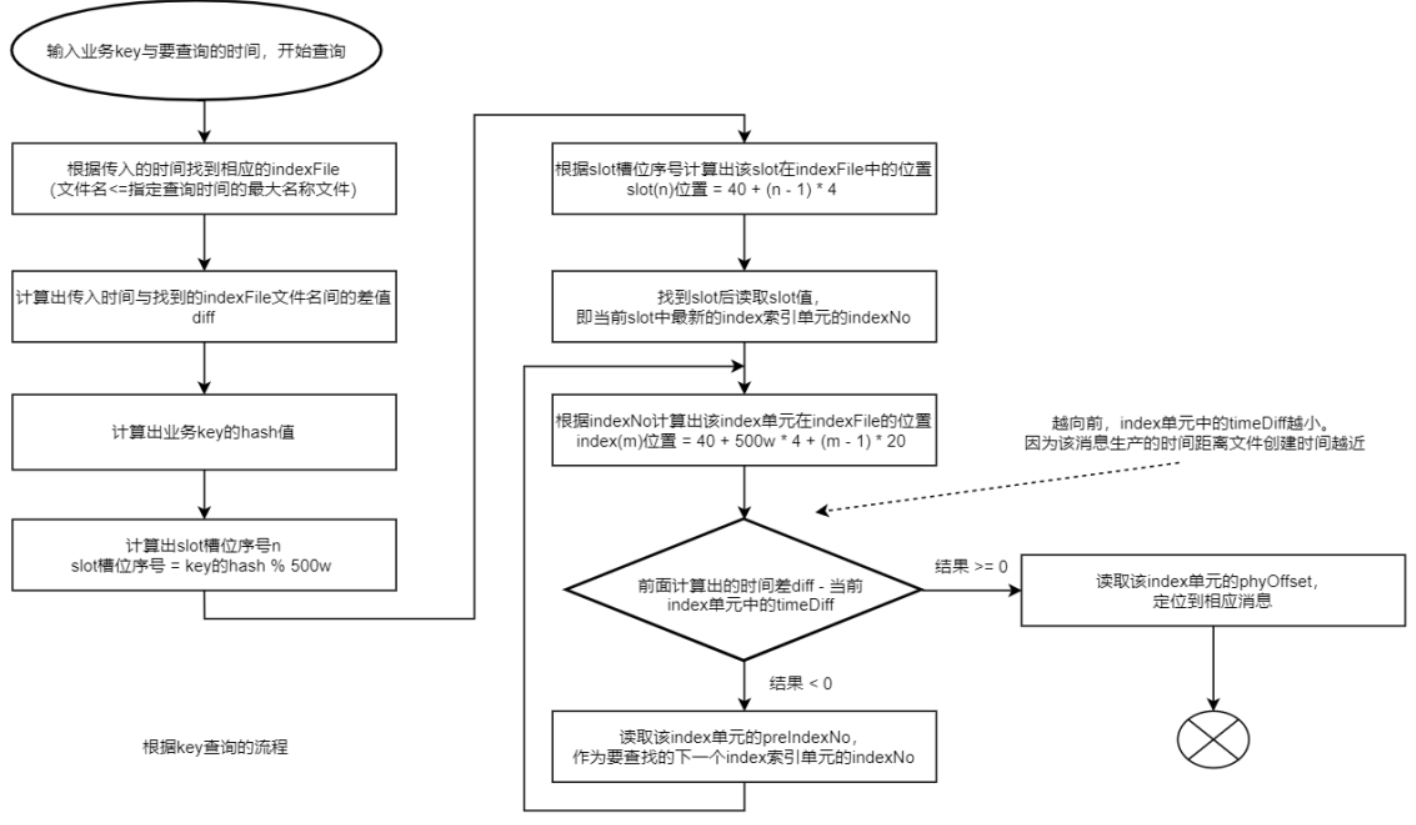 输入业务key与要查询的时间，开始查询
根据传入的时间找到相应的indexFile
(文件名<=指定查询时间的最大名称文件)
计算出传入时间与找到的indexFile文件名间的差值
diff
计算出业务key的hash值
计算出slot槽位序号n
slot槽位序号 = key的hash % 500w
根据slot槽位序号计算出该slot在indexFile中的位置
slot(n)位置 = 40 + (n - 1) * 4
找到slot后读取slot值，
即当前slot中最新的index索引单元的indexNo
根据indexNo计算出该index单元在indexFile的位置
index(m)位置 = 40 + 500w * 4 + (m - 1) * 20
越向前，index单元中的timeDiff越小。
因为该消息生产的时间距离文件创建时间越近
前面计算出的时间差diff - 当前
index单元中的timeDiff
结果 >= 0
读取该index单元的phyOffset，
定位到相应消息
结果 < 0
读取该index单元的preIndexNo，
作为要查找的下一个index索引单元的indexNo
根据key查询的流程